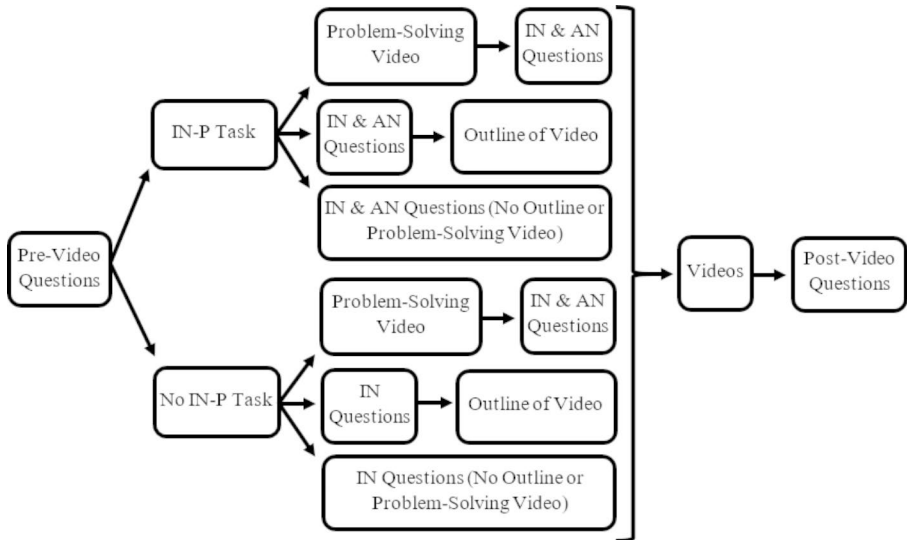 Problem-Solving
Video
IN & AN
Questions
IN-P Task
IN & AN
Questions
Outline of Video
IN & AN Questions (No Outline or
Problem-Solving Video)
Pre-Video
Questions
Videos
Post-Video
Questions
Problem-Solving
Video
IN & AN
Questions
No IN-P Task
IN
Questions
Outline of Video
IN Questions (No Outline or
Problem-Solving Video)